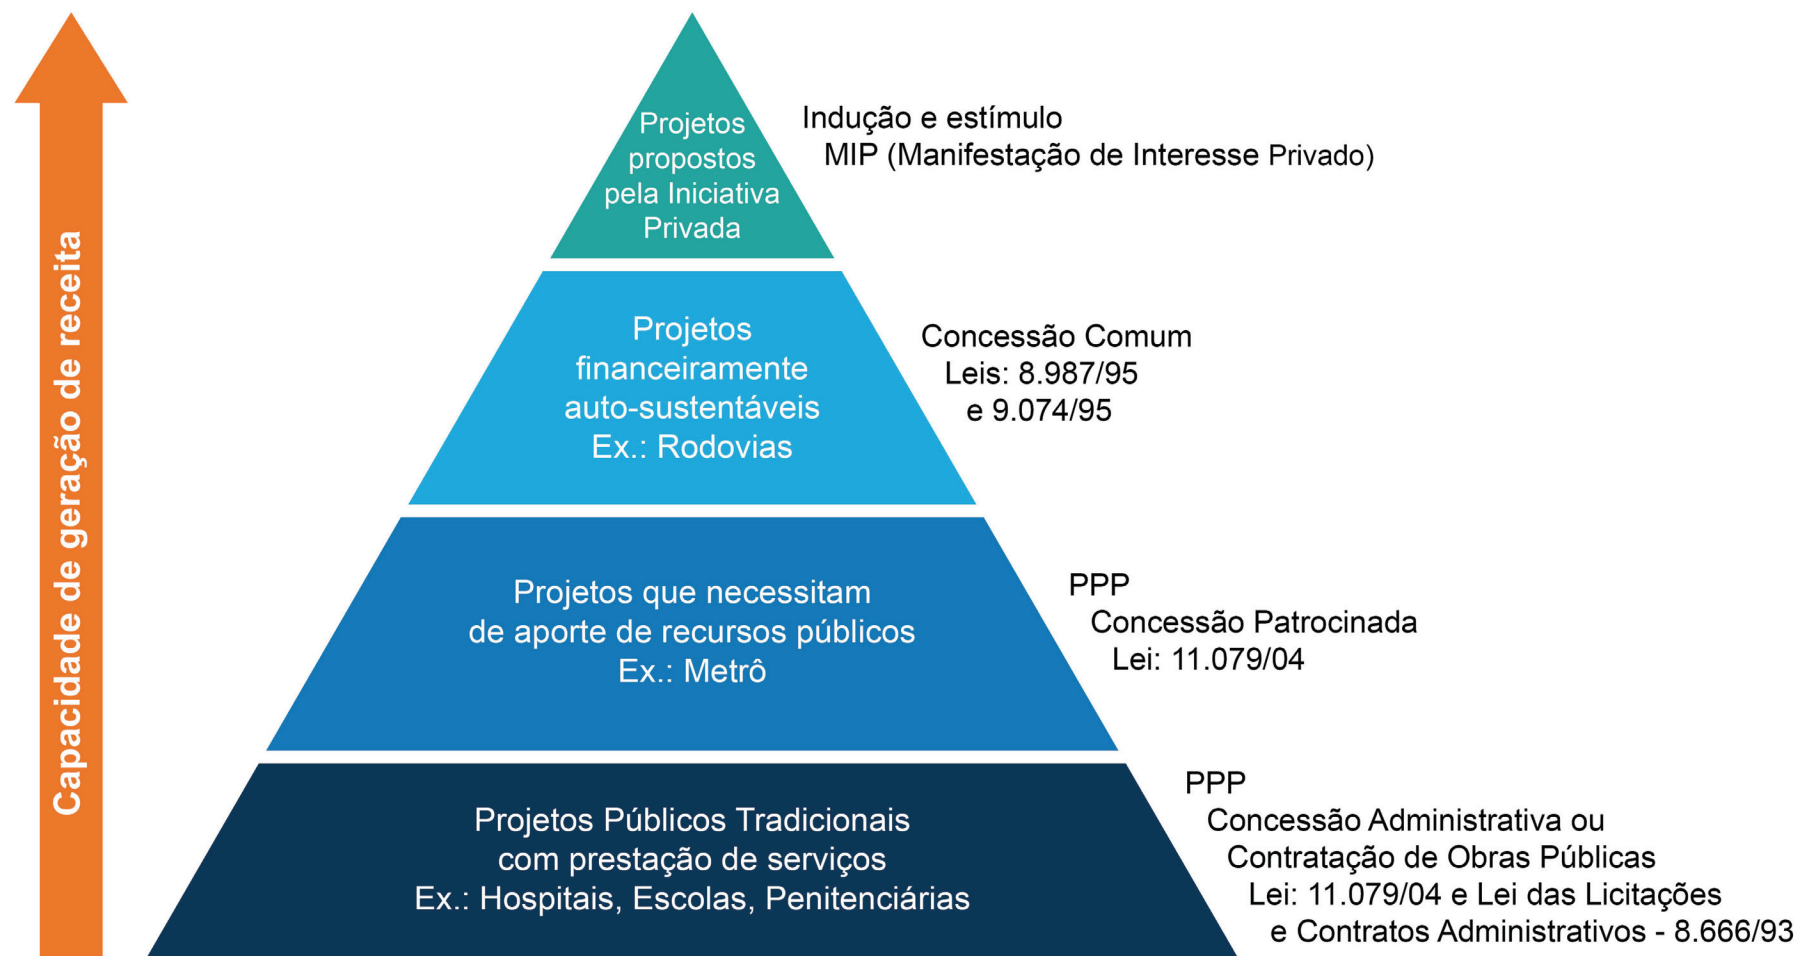 Capacidade de geração de receita
Projetos
propostos
pela Iniciativa
Privada
Indução e estímulo
MIP (Manifestação de Interesse Privado)
Projetos
financeiramente
auto-sustentáveis
Ex.: Rodovias
Concessão Comum
Leis: 8.987/95
e 9.074/95
Projetos que necessitam
de aporte de recursos públicos
Ex.: Metrô
PPP
Concessão Patrocinada
Lei: 11.079/04
Projetos Públicos Tradicionais
com prestação de serviços
Ex.: Hospitais, Escolas, Penitenciárias
PPP
Concessão Administrativa ou
Contratação de Obras Públicas
Lei: 11.079/04 e Lei das Licitações
e Contratos Administrativos - 8.666/93